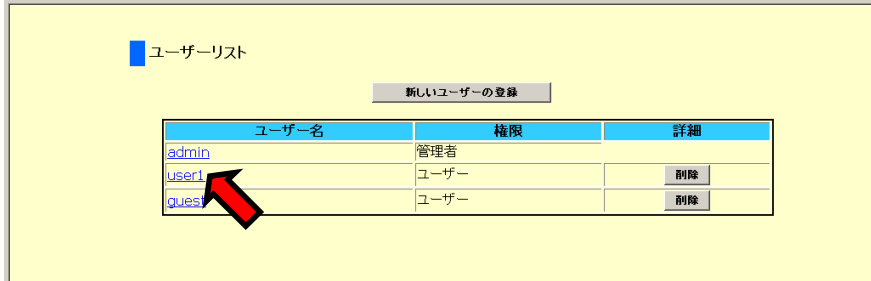 ユーザーリスト
新しいユーザーの登録
ユーザー名 権限 詳細
admin 管理者
user1 ユーザー 削除
guest ユーザー 削除